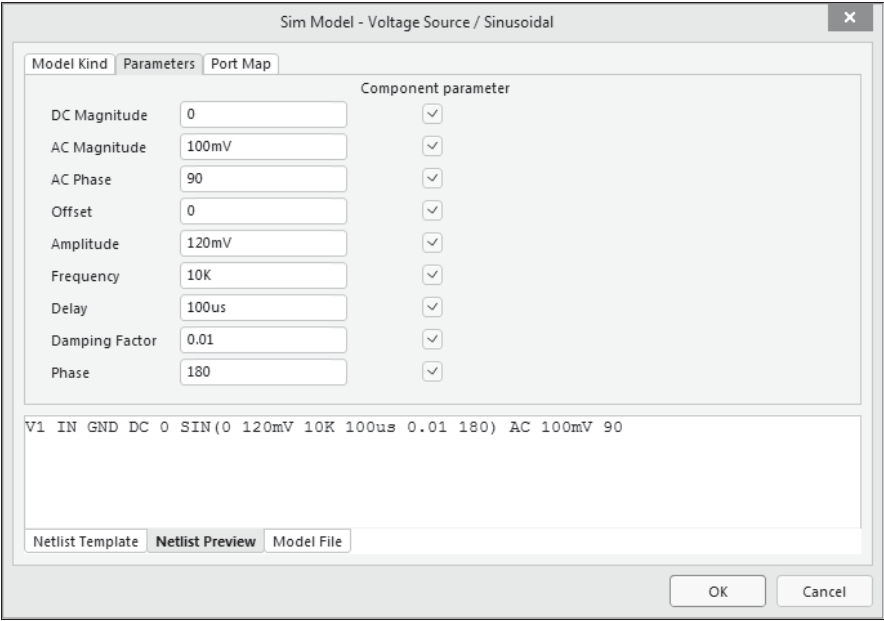 Sim Model - Voltage Source / Sinusoidal
Model Kind Parameters Port Map
Component parameter
DC Magnitude 0
AC Magnitude 100mV
AC Phase 90
Offset 0
Amplitude 120mV
Frequency 10K
Delay 100us
Damping Factor 0.01
Phase 180
V1 IN GND DC 0 SIN(0 120mV 10K 100us 0.01 180) AC 100mV 90
Netlist Template Netlist Preview Model File
OK Cancel